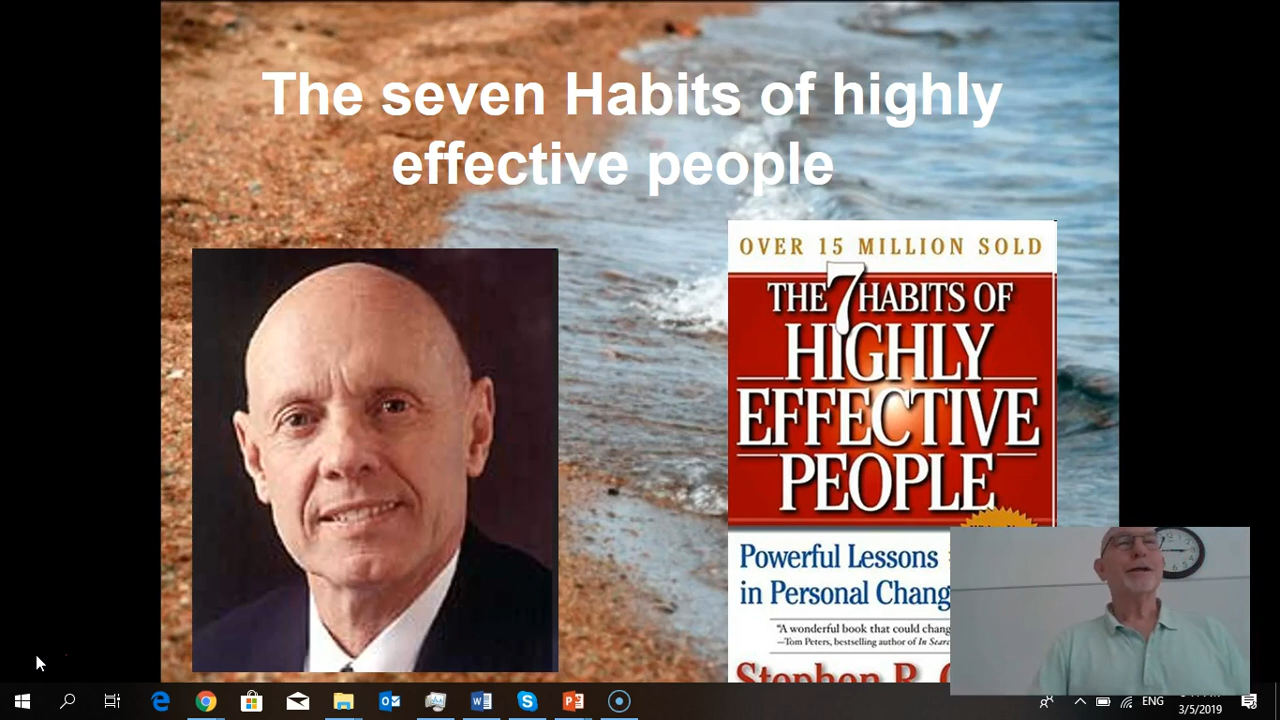 The seven Habits of highly
effective people
OVER 15 MILLION SOLD
THE 7 HABITS OF
HIGHLY
EFFECTIVE
PEOPLE
Powerful Lessons
in Personal Chang
"A wonderful book that could chang
—Tom Peters, bestselling author of In Searc
Stephen R.
ENG
3/5/2019